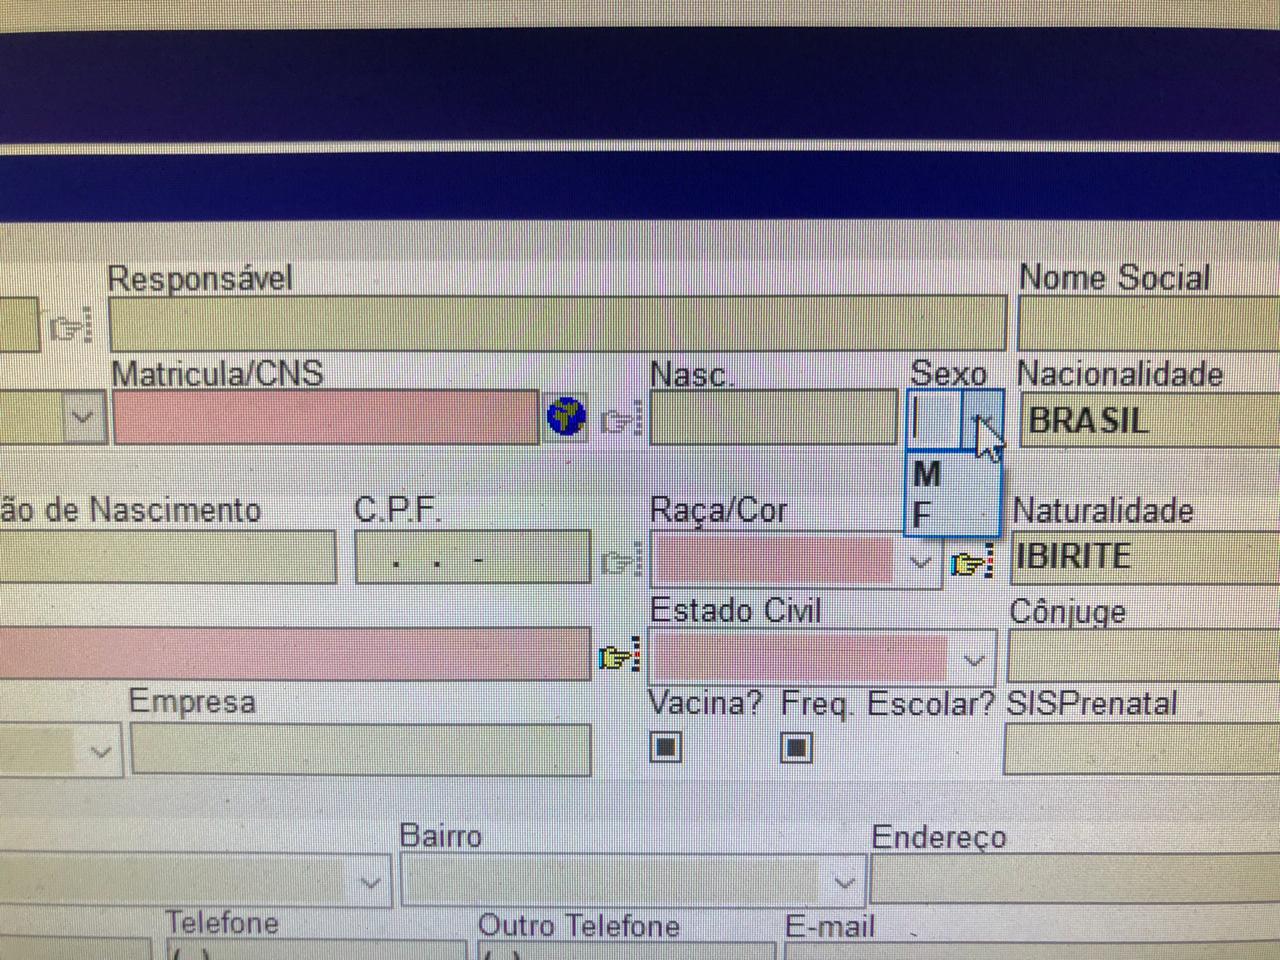 Responsável
Nome Social
Matricula/CNS
Nasc.
Sexo
Nacionalidade
BRASIL
M
F
ão de Nascimento
C.P.F.
. . -
Raça/Cor
Naturalidade
IBIRITE
Estado Civil
Cônjuge
Empresa
Vacina?
Freq. Escolar?
SISPrenatal
Bairro
Endereço
Telefone
Outro Telefone
E-mail
( )
( )